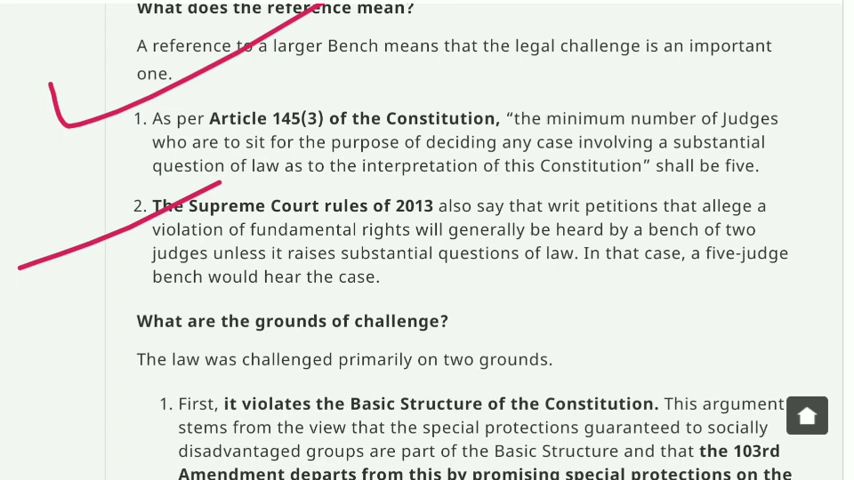 What does the reference mean?
A reference to a larger Bench means that the legal challenge is an important
one.
1. As per Article 145(3) of the Constitution, “the minimum number of Judges
who are to sit for the purpose of deciding any case involving a substantial
question of law as to the interpretation of this Constitution” shall be five.
2. The Supreme Court rules of 2013 also say that writ petitions that allege a
violation of fundamental rights will generally be heard by a bench of two
judges unless it raises substantial questions of law. In that case, a five-judge
bench would hear the case.
What are the grounds of challenge?
The law was challenged primarily on two grounds.
1. First, it violates the Basic Structure of the Constitution. This argument
stems from the view that the special protections guaranteed to socially
disadvantaged groups are part of the Basic Structure and that the 103rd
Amendment departs from this by promising special protections on the